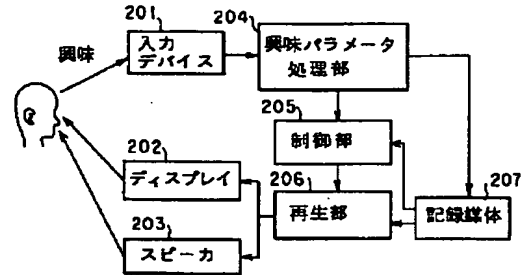 201
入力
デバイス
204
興味パラメータ
処理部
興味
205
制御部
202
ディスプレイ
206
再生部
207
記録媒体
203
スピーカ